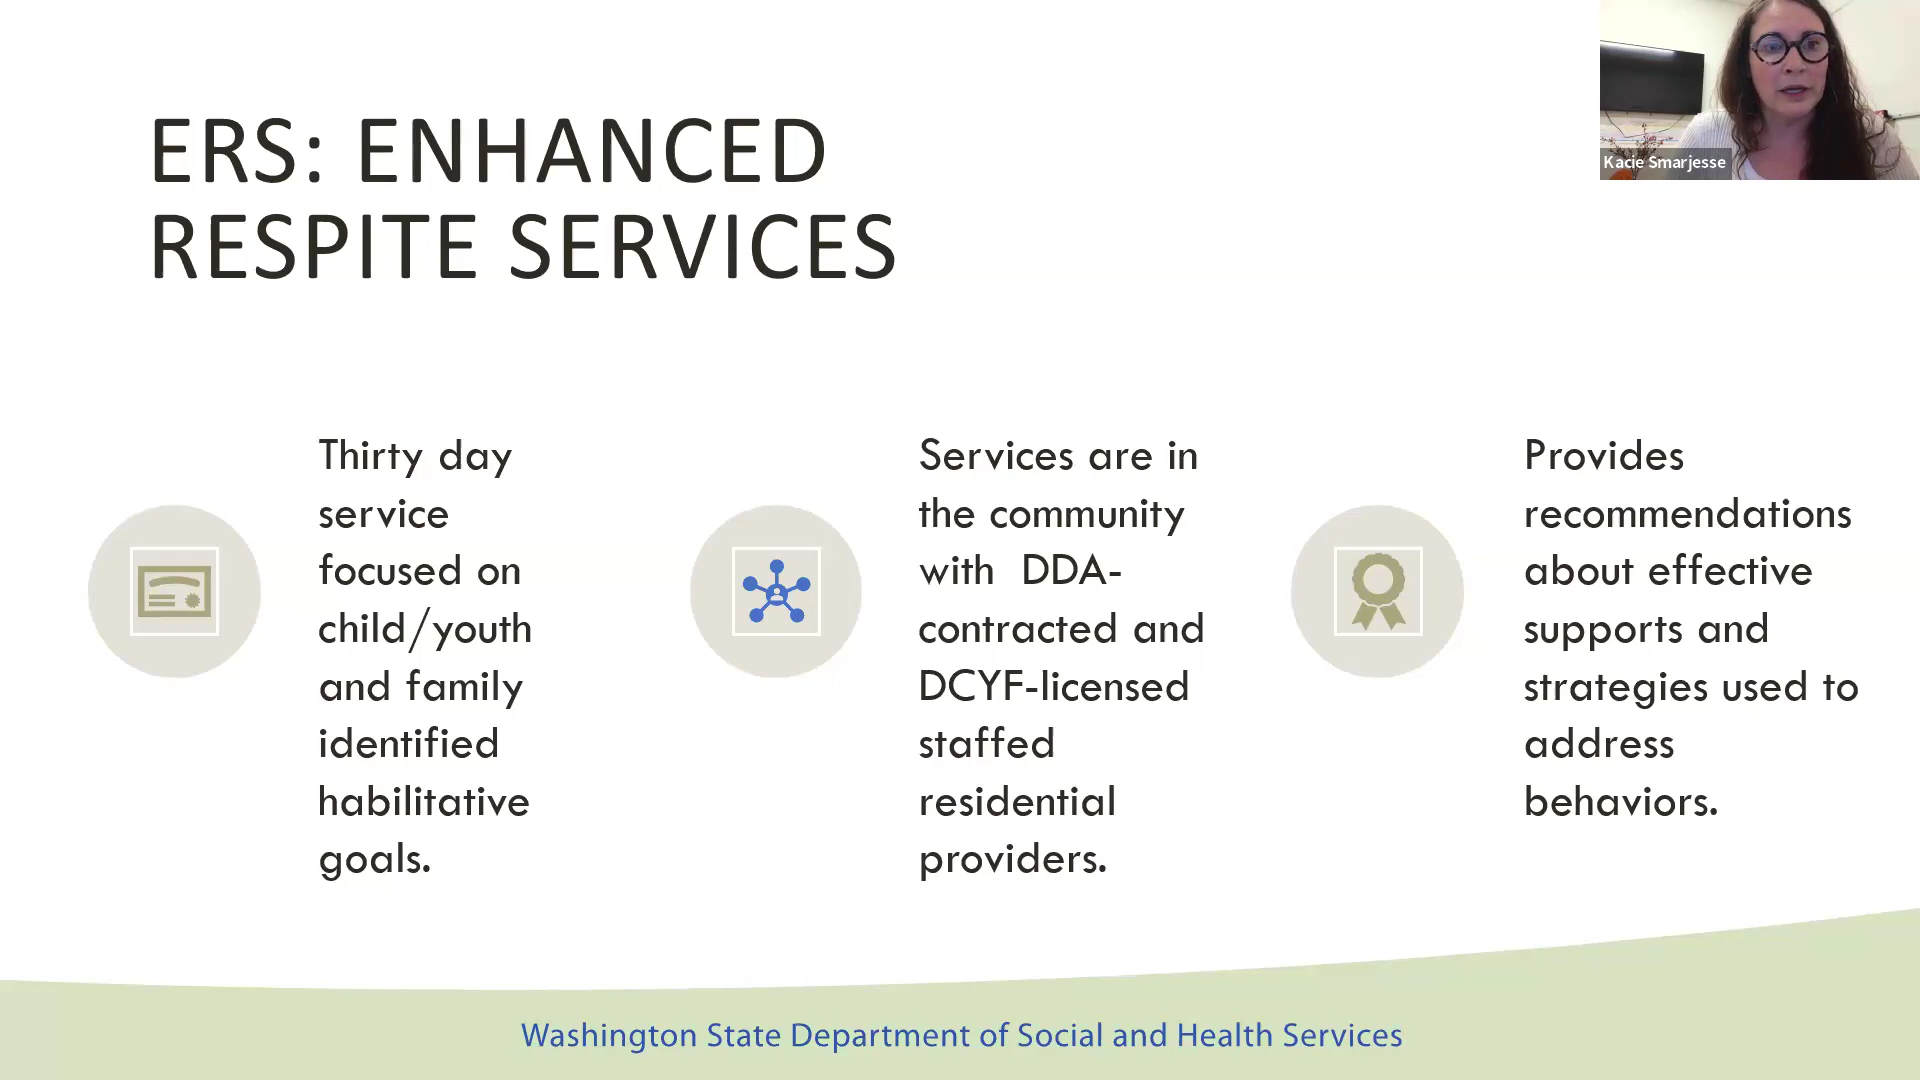 ERS: ENHANCED
RESPITE SERVICES
Kacie Smarjesse
Thirty day
service
focused on
child/youth
and family
identified
habilitative
goals.
Services are in
the community
with DDA-
contracted and
DCYF-licensed
staffed
residential
providers.
Provides
recommendations
about effective
supports and
strategies used to
address
behaviors.
Washington State Department of Social and Health Services